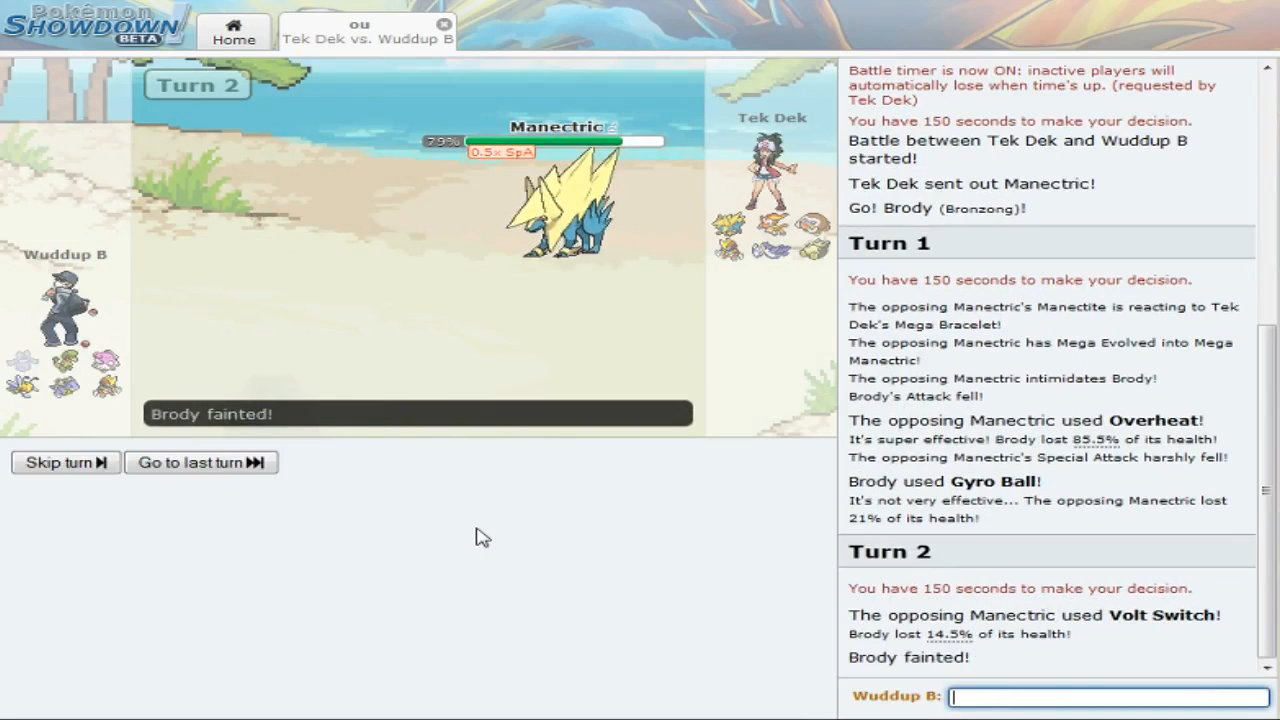 Pokémon
SHOWDOWN!
BETA
Home
ou
Tek Dek vs. Wuddup B
Turn 2
Manectric
79%
0.5x SpA
Tek Dek
Wuddup B
Brody fainted!
Skip turn
Go to last turn
Battle timer is now ON: inactive players will
automatically lose when time's up. (requested by
Tek Dek)
You have 150 seconds to make your decision.
Battle between Tek Dek and Wuddup B
started!
Tek Dek sent out Manectric!
Go! Brody (Bronzong)!
Turn 1
You have 150 seconds to make your decision.
The opposing Manectric's Manectite is reacting to Tek
Dek's Mega Bracelet!
The opposing Manectric has Mega Evolved into Mega
Manectric!
The opposing Manectric intimidates Brody!
Brody's Attack fell!
The opposing Manectric used Overheat!
It's super effective! Brody lost 85.5% of its health!
The opposing Manectric's Special Attack harshly fell!
Brody used Gyro Ball!
It's not very effective... The opposing Manectric lost
21% of its health!
Turn 2
You have 150 seconds to make your decision.
The opposing Manectric used Volt Switch!
Brody lost 14.5% of its health!
Brody fainted!
Wuddup B: